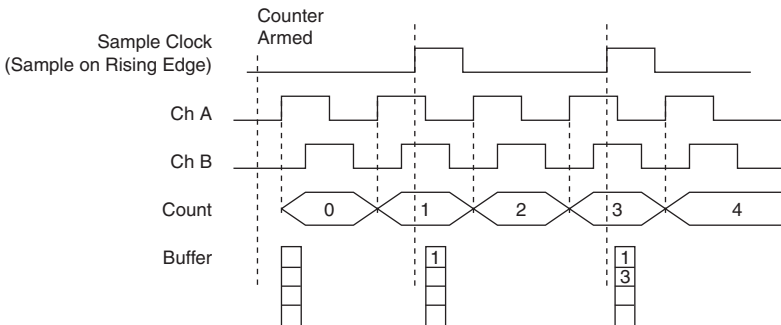 Counter
Armed
Sample Clock
(Sample on Rising Edge)
Ch A
Ch B
Count 0 1 2 3 4
Buffer 1 1
3